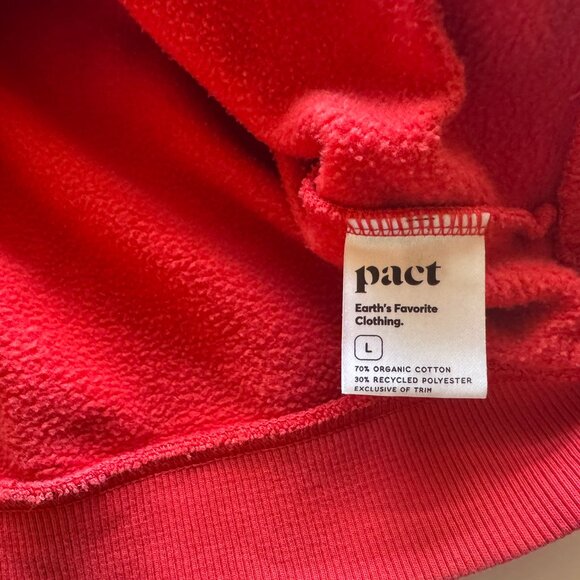 pact
Earth's Favorite
Clothing.
L
70% ORGANIC COTTON
30% RECYCLED POLYESTER
EXCLUSIVE OF TRIM